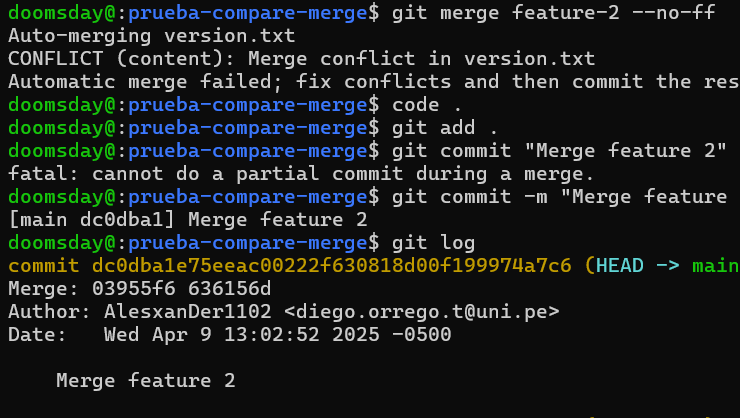 doomsday@:prueba-compare-merge$ git merge feature-2 --no-ff
Auto-merging version.txt
CONFLICT (content): Merge conflict in version.txt
Automatic merge failed; fix conflicts and then commit the res
doomsday@:prueba-compare-merge$ code .
doomsday@:prueba-compare-merge$ git add .
doomsday@:prueba-compare-merge$ git commit "Merge feature 2"
fatal: cannot do a partial commit during a merge.
doomsday@:prueba-compare-merge$ git commit -m "Merge feature
[main dc0dba1] Merge feature 2
doomsday@:prueba-compare-merge$ git log
commit dc0dba1e75eeac00222f630818d00f199974a7c6 (HEAD -> main
Merge: 03955f6 636156d
Author: AlesxanDer1102 <diego.orrego.t@uni.pe>
Date:   Wed Apr 9 13:02:52 2025 -0500
    Merge feature 2